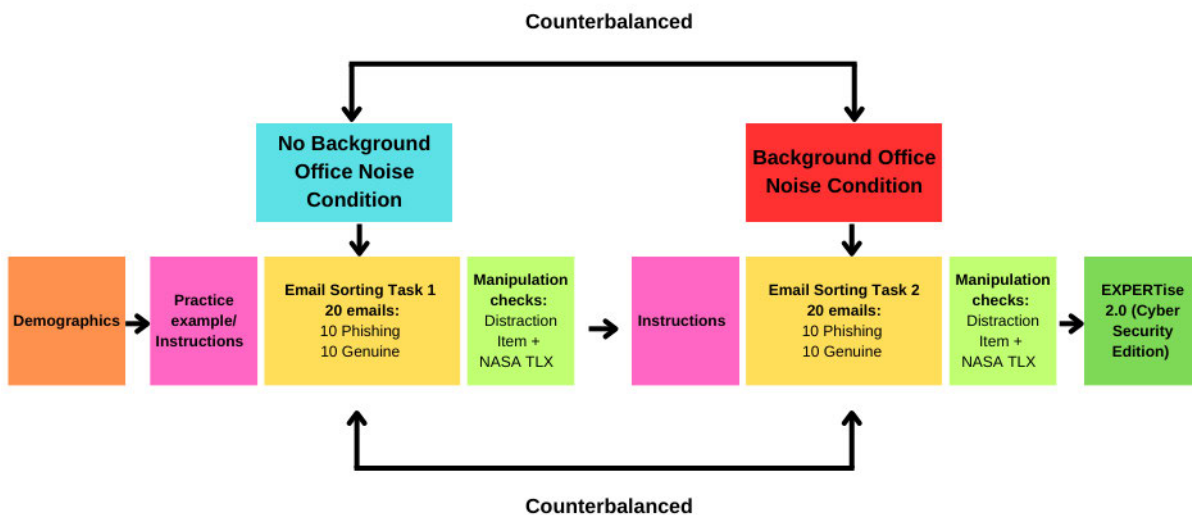 Counterbalanced
No Background
Office Noise
Condition
Background Office
Noise Condition
Demographics
Practice
example/
Instructions
Email Sorting Task 1
20 emails:
10 Phishing
10 Genuine
Manipulation
checks:
Distraction
Item +
NASA TLX
Instructions
Email Sorting Task 2
20 emails:
10 Phishing
10 Genuine
Manipulation
checks:
Distraction
Item +
NASA TLX
EXPERTise
2.0 (Cyber
Security
Edition)
Counterbalanced